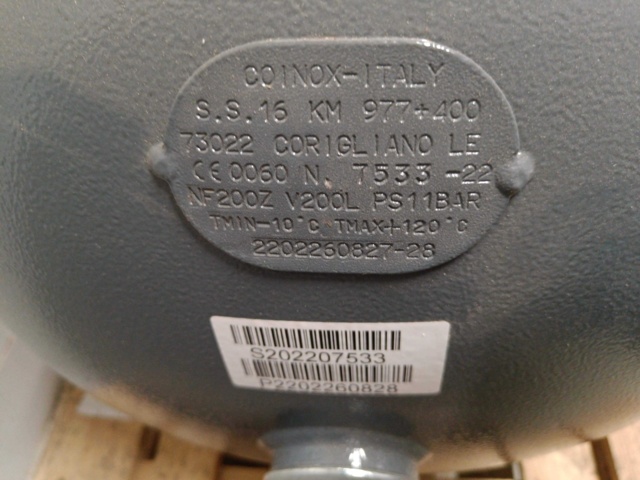 COINOX-ITALY
S.S.16 KM 977+400
73022 CORIGLIANO LE
CE 0060 N. 7533-22
NF200Z V200L PS11BAR
TMIN-10°C TMAX+120°C
2202260827-28
S202207533
P2202260828